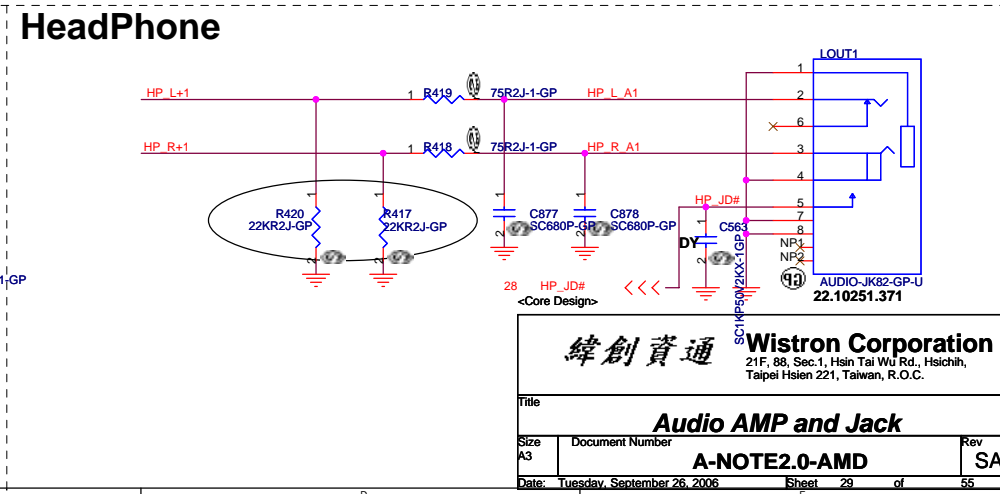 HeadPhone
LOUT1
HP_L+1
1 R419 75R2J-1-GP
HP_L_A1
1
2
6
HP_R+1
1 R418 75R2J-1-GP
HP_R_A1
3
4
1 R420 22KR2J-GP 2
1 R417 22KR2J-GP 2
1 C877 SC680P-GP 2
1 C878 SC680P-GP 2
HP_JD#
5
7
8
NP1
NP2
DY
1 C563 2
SC1KP50V2KX-1GP
1-GP
28 HP_JD#
<Core Design>
AUDIO-JK82-GP-U
22.10251.371
緯創資通
Wistron Corporation
21F, 88, Sec.1, Hsin Tai Wu Rd., Hsichih,
Taipei Hsien 221, Taiwan, R.O.C.
Title
Audio AMP and Jack
Size
A3
Document Number
A-NOTE2.0-AMD
Rev
SA
Date: Tuesday, September 26, 2006 Sheet 29 of 55